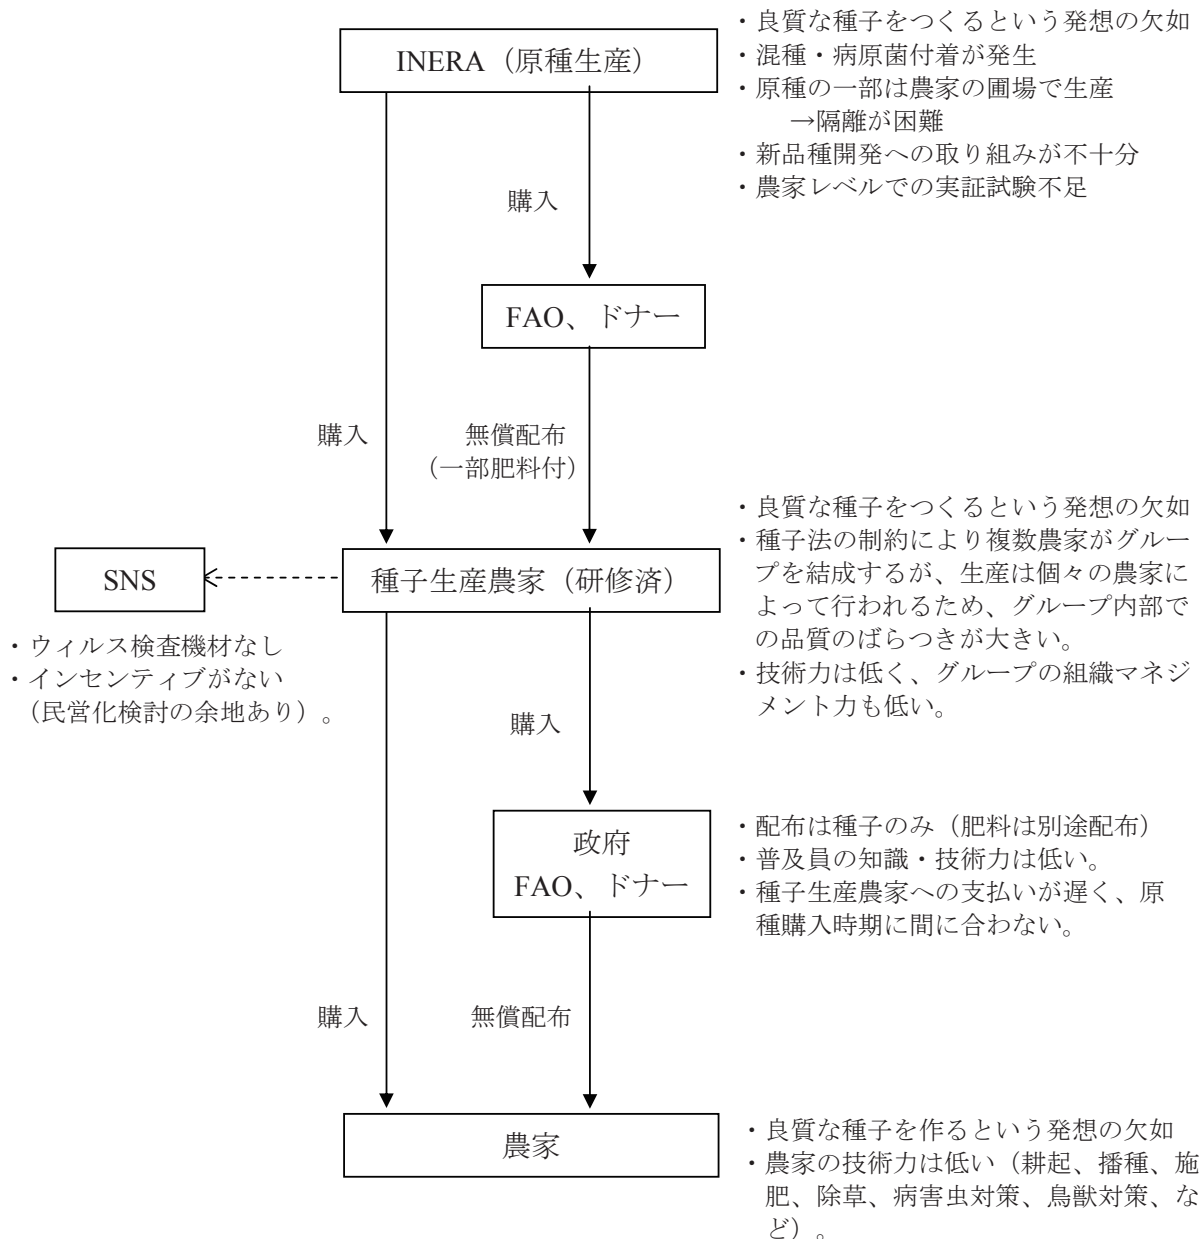 INERA（原種生産）
・良質な種子をつくるという発想の欠如
・混種・病原菌付着が発生
・原種の一部は農家の圃場で生産
→隔離が困難
・新品種開発への取り組みが不十分
・農家レベルでの実証試験不足
購入
FAO、ドナー
購入
無償配布
（一部肥料付）
SNS
・ウィルス検査機材なし
・インセンティブがない
（民営化検討の余地あり）。
種子生産農家（研修済）
・良質な種子をつくるという発想の欠如
・種子法の制約により複数農家がグルー
プを結成するが、生産は個々の農家に
よって行われるため、グループ内部で
の品質のばらつきが大きい。
・技術力は低く、グループの組織マネジ
メント力も低い。
購入
政府
FAO、ドナー
・配布は種子のみ（肥料は別途配布）
・普及員の知識・技術力は低い。
・種子生産農家への支払いが遅く、原
種購入時期に間に合わない。
購入
無償配布
農家
・良質な種子を作るという発想の欠如
・農家の技術力は低い（耕起、播種、施
肥、除草、病害虫対策、鳥獣対策、な
ど）。